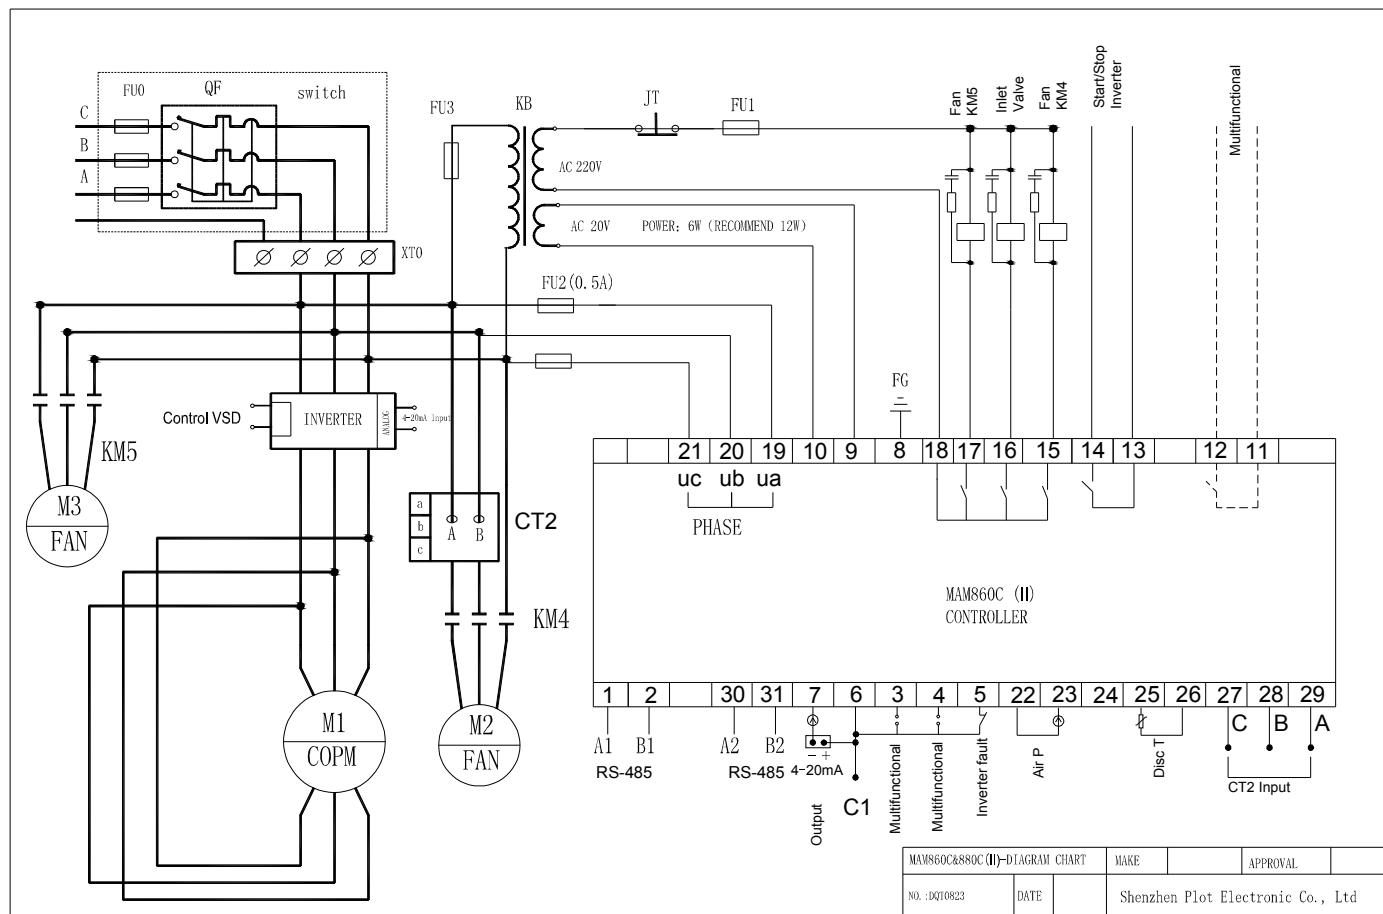 FU0
QF
switch
C
B
A
XT0
FU3
KB
JT
FU1
AC 220V
AC 20V
POWER: 6W (RECOMMEND 12W)
FU2(0.5A)
Fan
KM5
Inlet
Valve
Fan
KM4
Start/Stop
Inverter
Multifunctional
Control VSD
INVERTER
ANALOG
4-20mA Input
KM5
M3
FAN
a
b
c
A
B
CT2
KM4
M1
COPM
M2
FAN
FG
21 20 19 10 9 8 18 17 16 15 14 13 12 11
uc ub ua
PHASE
MAM860C (II)
CONTROLLER
1 2 30 31 7 6 3 4 5 22 23 24 25 26 27 28 29
A1 B1
RS-485
A2 B2
RS-485
- +
4-20mA
Output
C1
Multifunctional
Multifunctional
Inverter fault
Air P
Disc T
C B A
CT2 Input
MAM860C&880C(II)-DIAGRAM CHART MAKE APPROVAL
NO.:DQT0823 DATE Shenzhen Plot Electronic Co., Ltd